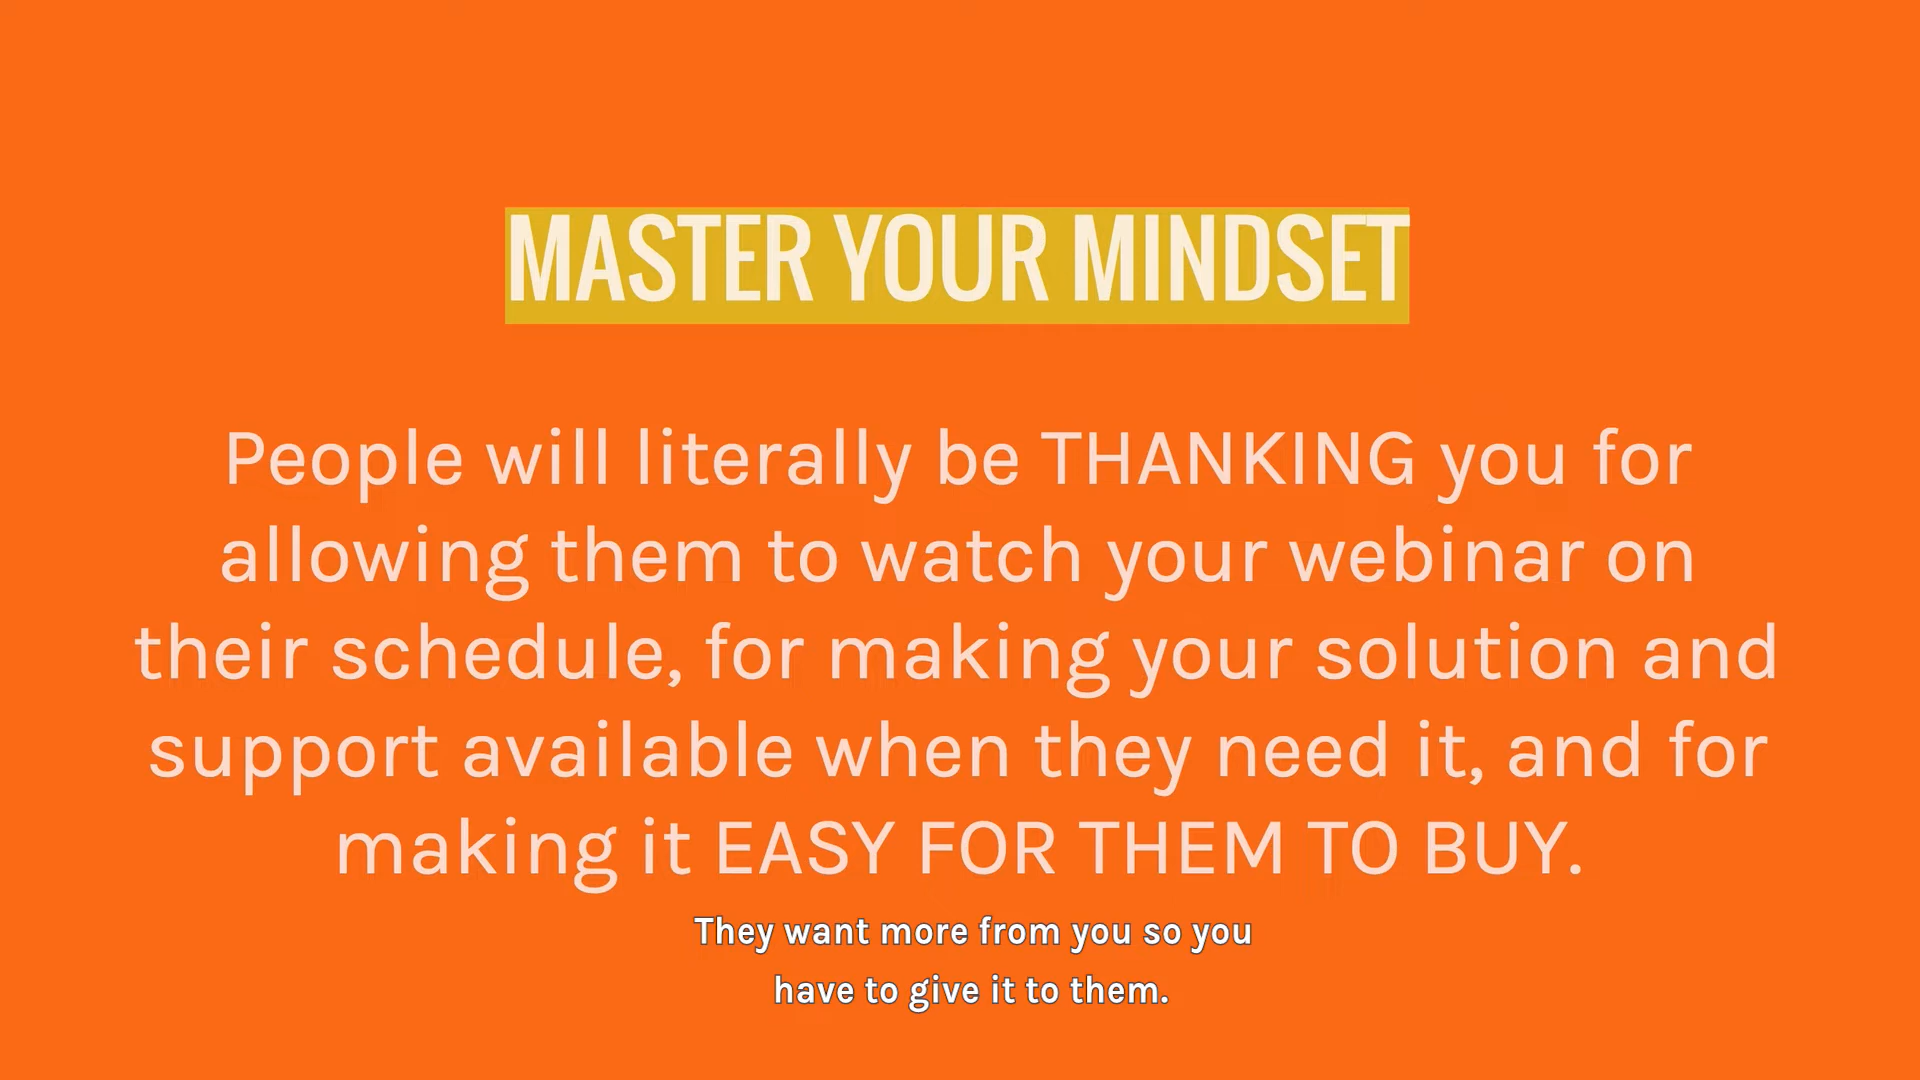 MASTER YOUR MINDSET
People will literally be THANKING you for
allowing them to watch your webinar on
their schedule, for making your solution and
support available when they need it, and for
making it EASY FOR THEM TO BUY.
They want more from you so you
have to give it to them.